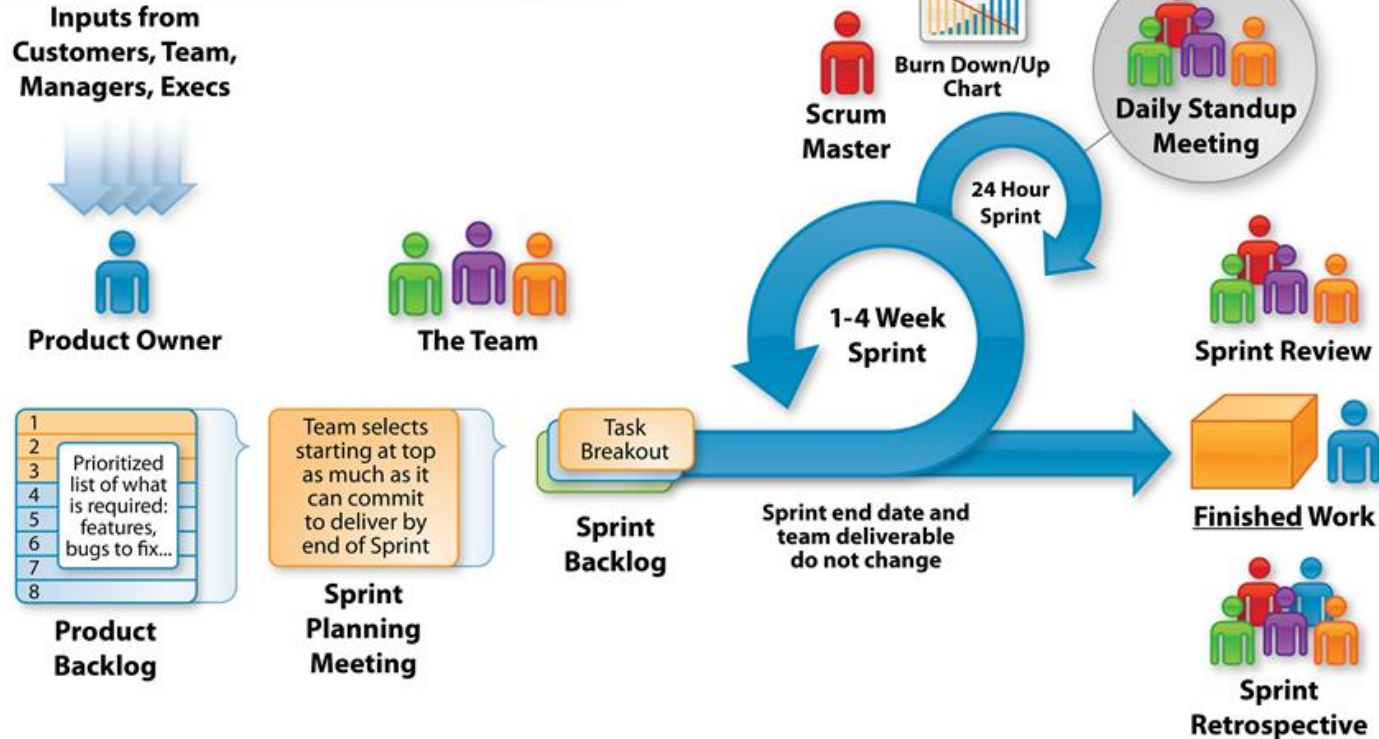 Inputs from
Customers, Team,
Managers, Execs
Product Owner
The Team
Scrum
Master
Burn Down/Up
Chart
Daily Standup
Meeting
24 Hour
Sprint
1-4 Week
Sprint
Sprint Review
1
2
3
4
5
6
7
8
Prioritized
list of what
is required:
features,
bugs to fix...
Product
Backlog
Team selects
starting at top
as much as it
can commit
to deliver by
end of Sprint
Sprint
Planning
Meeting
Task
Breakout
Sprint
Backlog
Sprint end date and
team deliverable
do not change
Finished Work
Sprint
Retrospective